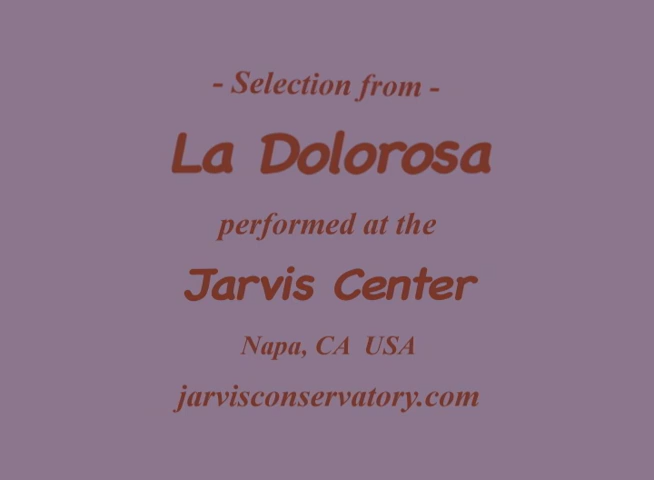 - Selection from -
La Dolorosa
performed at the
Jarvis Center
Napa, CA USA
jarvisconservatory.com